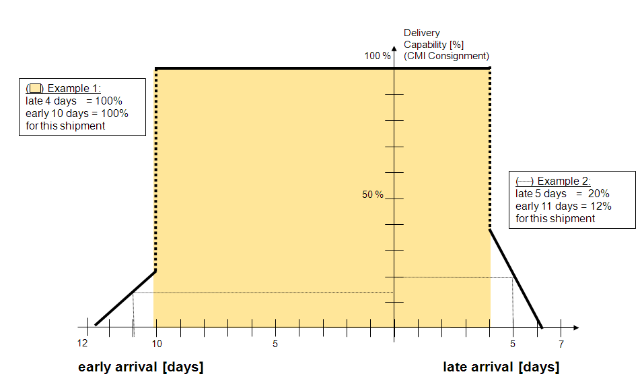 Delivery
Capability [%]
(CMI Consignment)
100 %
( ) Example 1:
late 4 days = 100%
early 10 days = 100%
for this shipment
50 %
( ) Example 2:
late 5 days = 20%
early 11 days = 12%
for this shipment
12 10 5 5 7
early arrival [days] late arrival [days]